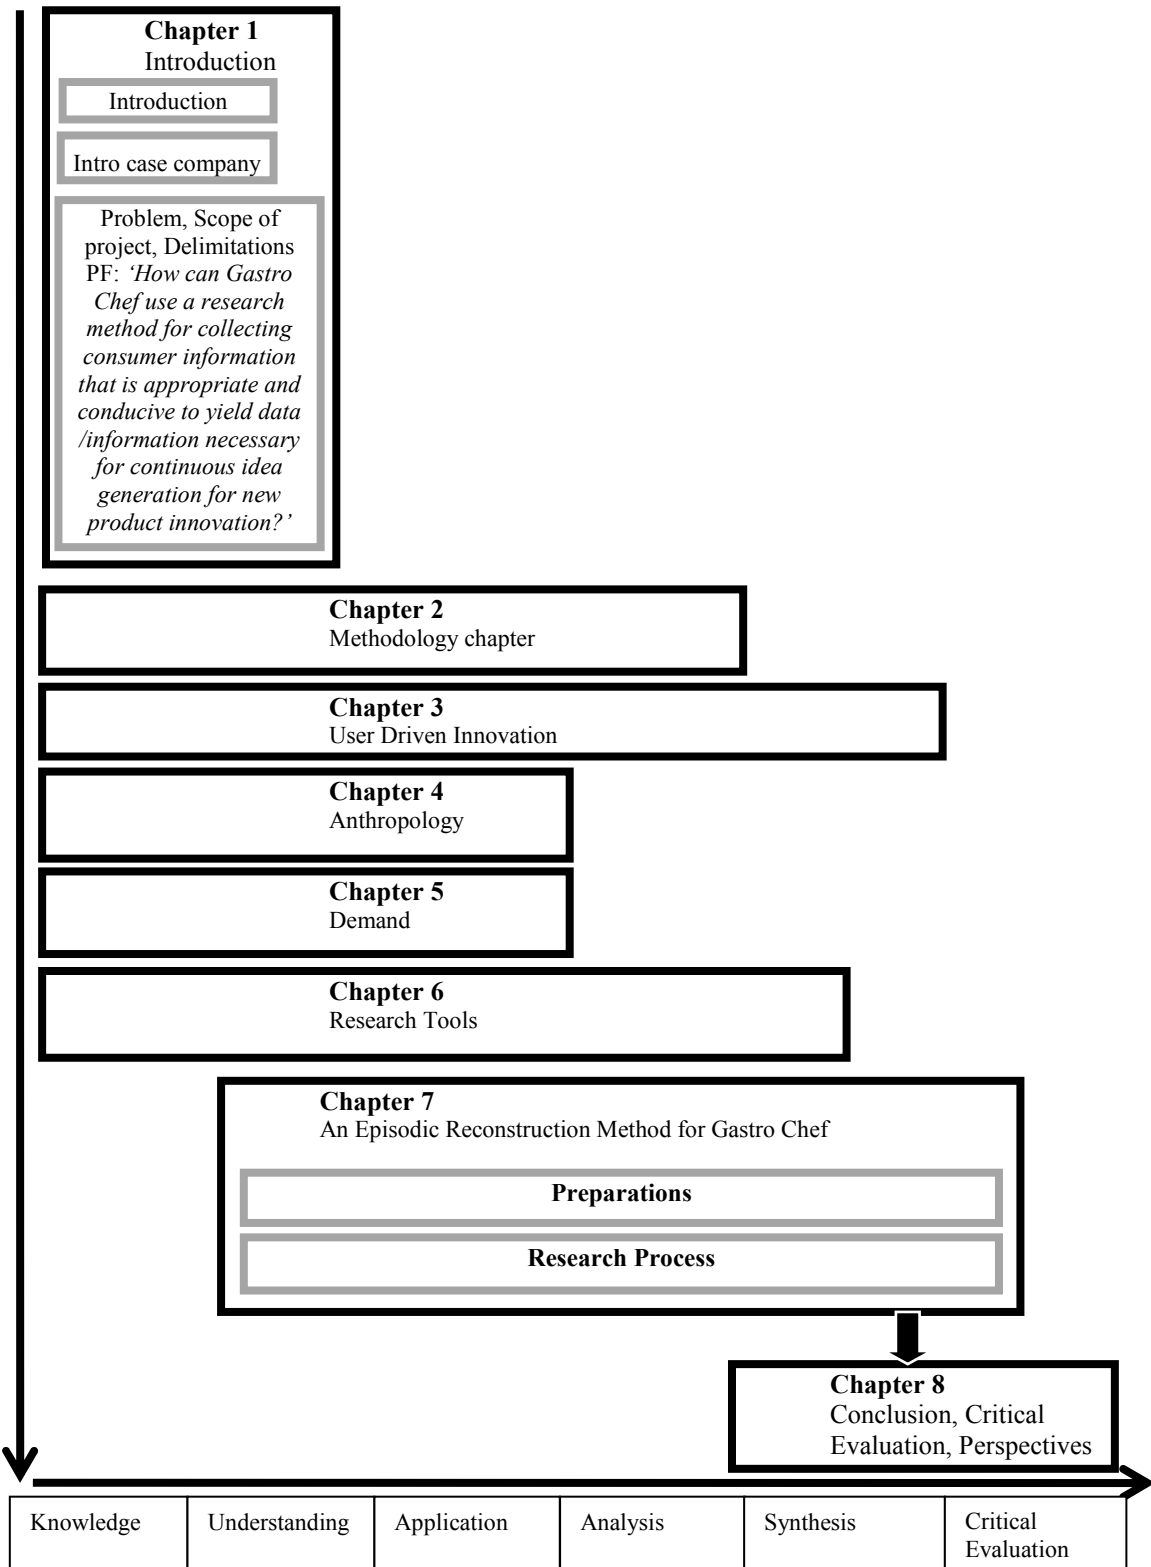 Chapter 1
Introduction
Introduction
Intro case company
Problem, Scope of
project, Delimitations
PF: ‘How can Gastro
Chef use a research
method for collecting
consumer information
that is appropriate and
conducive to yield data
/information necessary
for continuous idea
generation for new
product innovation?’
Chapter 2
Methodology chapter
Chapter 3
User Driven Innovation
Chapter 4
Anthropology
Chapter 5
Demand
Chapter 6
Research Tools
Chapter 7
An Episodic Reconstruction Method for Gastro Chef
Preparations
Research Process
Chapter 8
Conclusion, Critical
Evaluation, Perspectives
Knowledge
Understanding
Application
Analysis
Synthesis
Critical
Evaluation